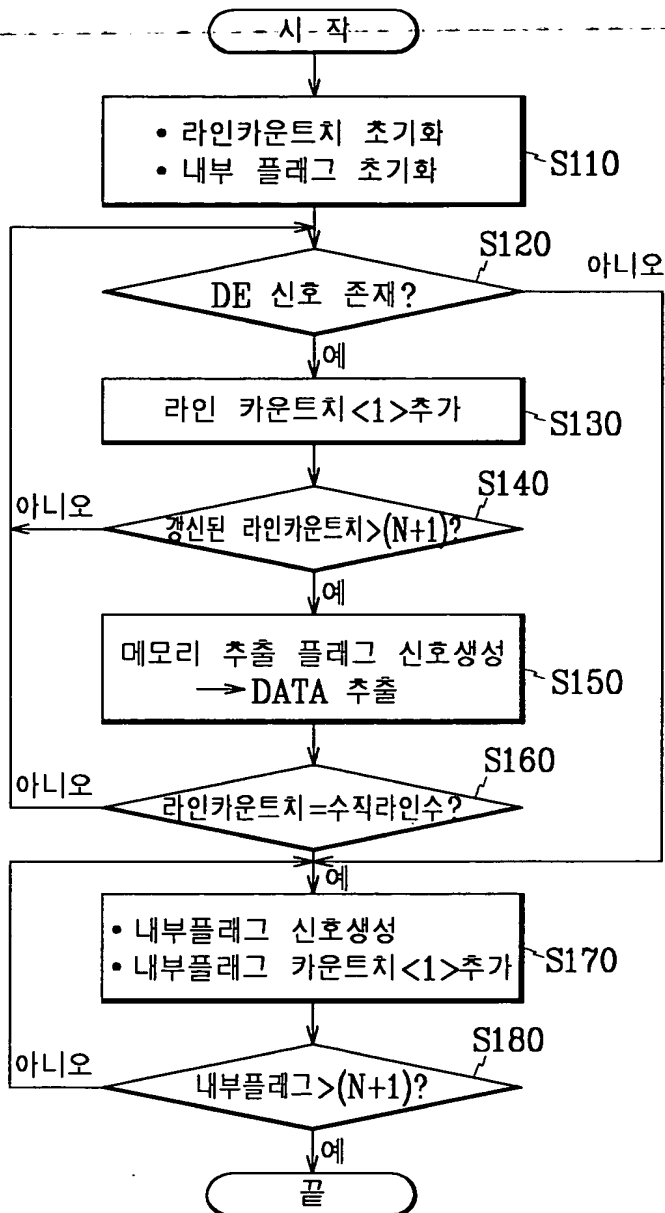 시 작
• 라인카운트치 초기화
• 내부 플래그 초기화
S110
S120
아니오
DE 신호 존재?
예
라인 카운트치<1>추가
S130
S140
아니오
갱신된 라인카운트치>(N+1)?
예
메모리 추출 플래그 신호생성
→DATA 추출
S150
S160
아니오
라인카운트치=수직라인수?
예
• 내부플래그 신호생성
• 내부플래그 카운트치<1>추가
S170
S180
아니오
내부플래그>(N+1)?
예
끝